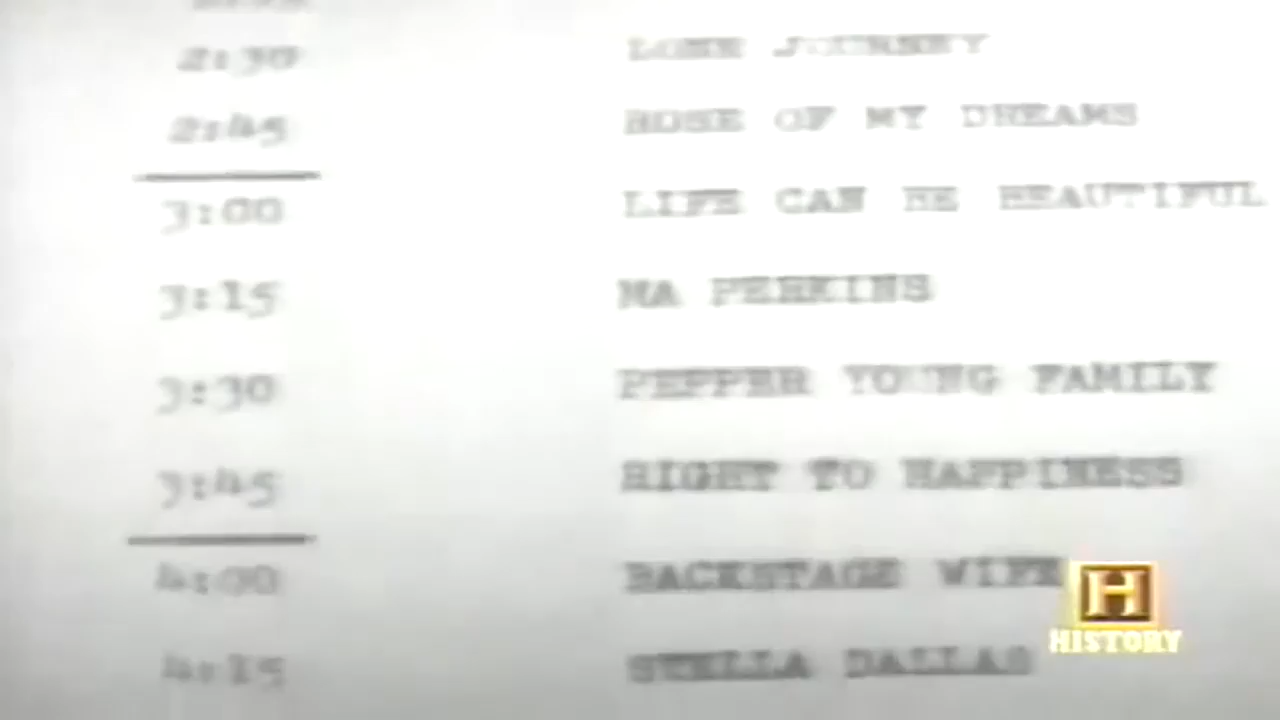 2:30 LONE JOURNEY
2:45 ROSE OF MY DREAMS
3:00 LIFE CAN BE BEAUTIFUL
3:15 MA PERKINS
3:30 PEPPER YOUNG FAMILY
3:45 RIGHT TO HAPPINESS
4:00 BACKSTAGE WIFE
4:15 STELLA DALLAS
H
HISTORY